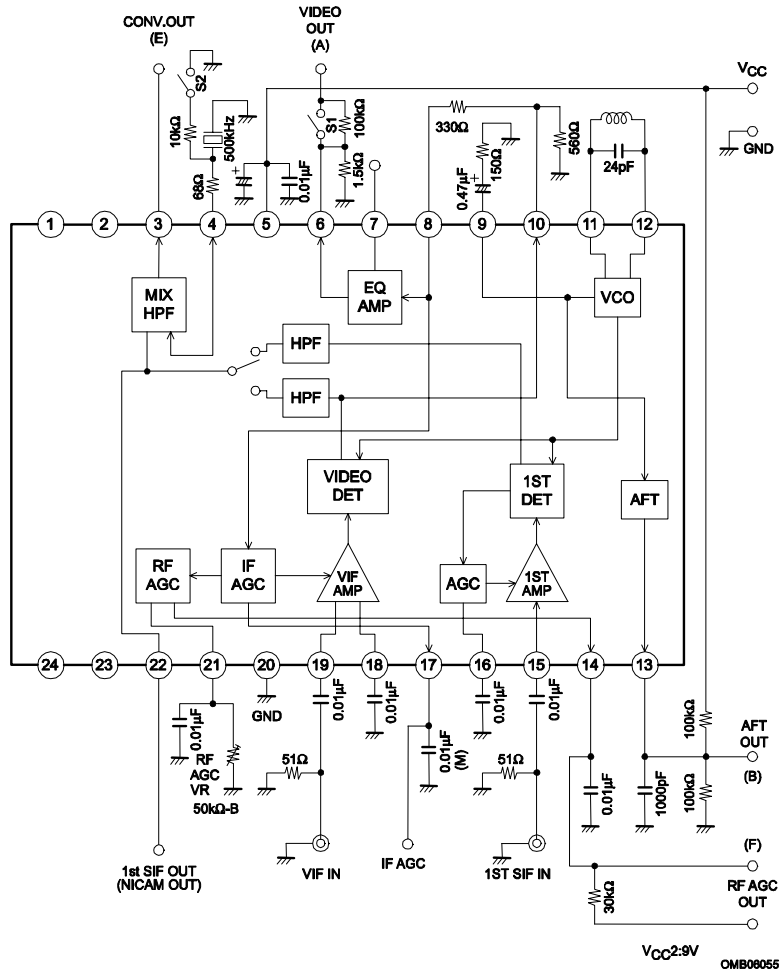 CONV.OUT
(E)
VIDEO
OUT
(A)
VCC
GND
S2
10kΩ
500kHz
68Ω
+
0.01µF
S1
100kΩ
1.5kΩ
330Ω
0.47µF
+
150Ω
560Ω
24pF
1
2
3
4
5
6
7
8
9
10
11
12
MIX
HPF
EQ
AMP
VCO
HPF
HPF
VIDEO
DET
1ST
DET
AFT
RF
AGC
IF
AGC
VIF
AMP
AGC
1ST
AMP
24
23
22
21
20
19
18
17
16
15
14
13
0.01µF
RF
AGC
VR
50kΩ-B
GND
0.01µF
0.01µF
0.01µF
(M)
0.01µF
0.01µF
51Ω
51Ω
0.01µF
1000pF
100kΩ
100kΩ
AFT
OUT
(B)
1st SIF OUT
(NICAM OUT)
VIF IN
IF AGC
1ST SIF IN
30kΩ
(F)
RF AGC
OUT
VCC2:9V
OMB06055